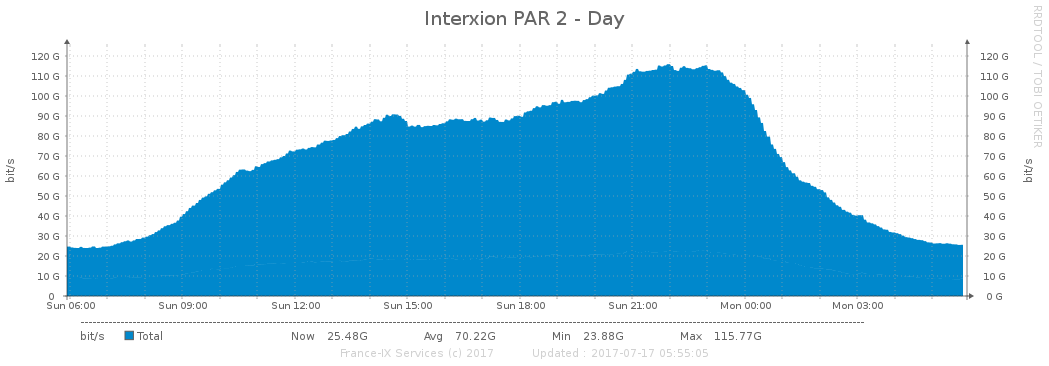 Interxion PAR 2 - Day
RRDTOOL / TOBI OETIKER
bit/s
120 G 120 G
110 G 110 G
100 G 100 G
90 G 90 G
80 G 80 G
70 G 70 G
60 G 60 G
50 G 50 G
40 G 40 G
30 G 30 G
20 G 20 G
10 G 10 G
0 0 G
bit/s
Sun 06:00 Sun 09:00 Sun 12:00 Sun 15:00 Sun 18:00 Sun 21:00 Mon 00:00 Mon 03:00
bit/s Total Now 25.48G Avg 70.22G Min 23.88G Max 115.77G
France-IX Services (c) 2017 Updated : 2017-07-17 05:55:05